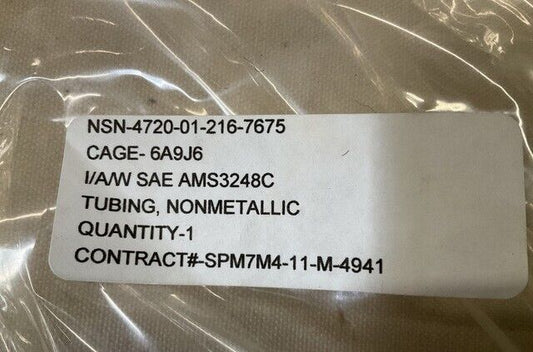 NSN-4720-01-216-7675
CAGE- 6A9J6
I/A/W SAE AMS3248C
TUBING, NONMETALLIC
QUANTITY-1
CONTRACT#-SPM7M4-11-M-4941